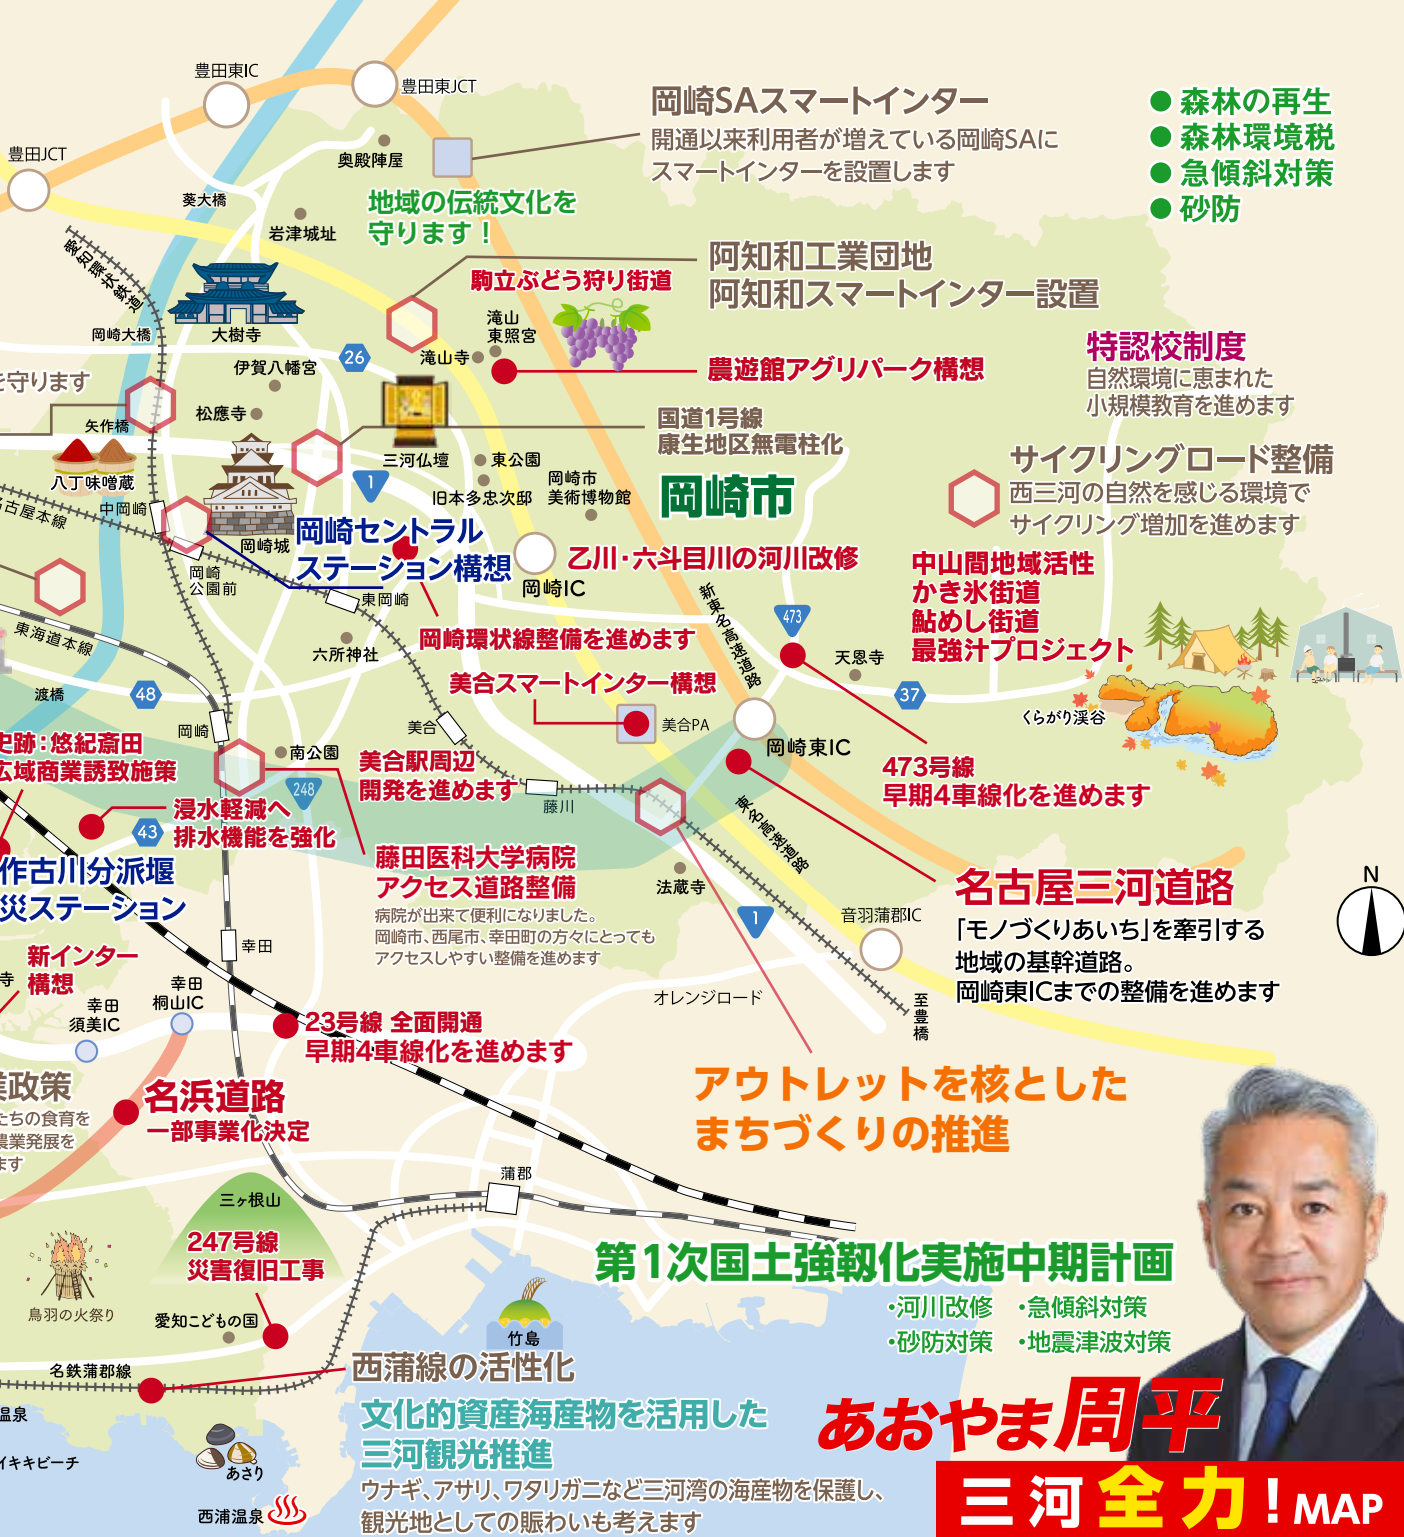 豊田東IC
豊田東JCT
豊田JCT
奥殿陣屋
葵大橋
岩津城址
愛知環状鉄道
岡崎大橋
大樹寺
岡崎SAスマートインター
開通以来利用者が増えている岡崎SAに
スマートインターを設置します
●森林の再生
●森林環境税
●急傾斜対策
●砂防
地域の伝統文化を
守ります！
阿知和工業団地
阿知和スマートインター設置
駒立ぶどう狩り街道
滝山
東照宮
滝山寺
26
伊賀八幡宮
松應寺
を守ります
矢作橋
八丁味噌蔵
農遊館アグリパーク構想
特認校制度
自然環境に恵まれた
小規模教育を進めます
国道1号線
康生地区無電柱化
三河仏壇
東公園
旧本多忠次邸
岡崎市
美術博物館
1
岡崎市
サイクリングロード整備
西三河の自然を感じる環境で
サイクリング増加を進めます
名古屋本線
中岡崎
岡崎城
岡崎
公園前
岡崎セントラル
ステーション構想
東岡崎
岡崎IC
乙川・六斗目川の河川改修
中山間地域活性
かき氷街道
鮎めし街道
最強汁プロジェクト
新東名高速道路
473
天恩寺
37
くらがり渓谷
岡崎環状線整備を進めます
六所神社
東海道本線
渡橋
48
美合スマートインター構想
美合PA
美合
岡崎
南公園
248
岡崎東IC
美合駅周辺
開発を進めます
藤川
473号線
早期4車線化を進めます
史跡：悠紀斎田
広域商業誘致施策
浸水軽減へ
排水機能を強化
43
東名高速道路
藤田医科大学病院
アクセス道路整備
病院が出来て便利になりました。
岡崎市、西尾市、幸田町の方々にとっても
アクセスしやすい整備を進めます
法蔵寺
1
音羽蒲郡IC
名古屋三河道路
「モノづくりあいち」を牽引する
地域の基幹道路。
岡崎東ICまでの整備を進めます
N
作古川分派堰
災ステーション
新インター
構想
寺
幸田
幸田
桐山IC
幸田
須美IC
オレンジロード
至豊橋
23号線 全面開通
早期4車線化を進めます
業政策
たちの食育を
農業発展を
ます
名浜道路
一部事業化決定
アウトレットを核とした
まちづくりの推進
蒲郡
三ヶ根山
247号線
災害復旧工事
鳥羽の火祭り
愛知こどもの国
竹島
第1次国土強靱化実施中期計画
・河川改修 ・急傾斜対策
・砂防対策 ・地震津波対策
名鉄蒲郡線
西蒲線の活性化
温泉
イキキビーチ
あさり
西浦温泉
文化的資産海産物を活用した
三河観光推進
ウナギ、アサリ、ワタリガニなど三河湾の海産物を保護し、
観光地としての賑わいも考えます
あおやま周平
三河全力！MAP